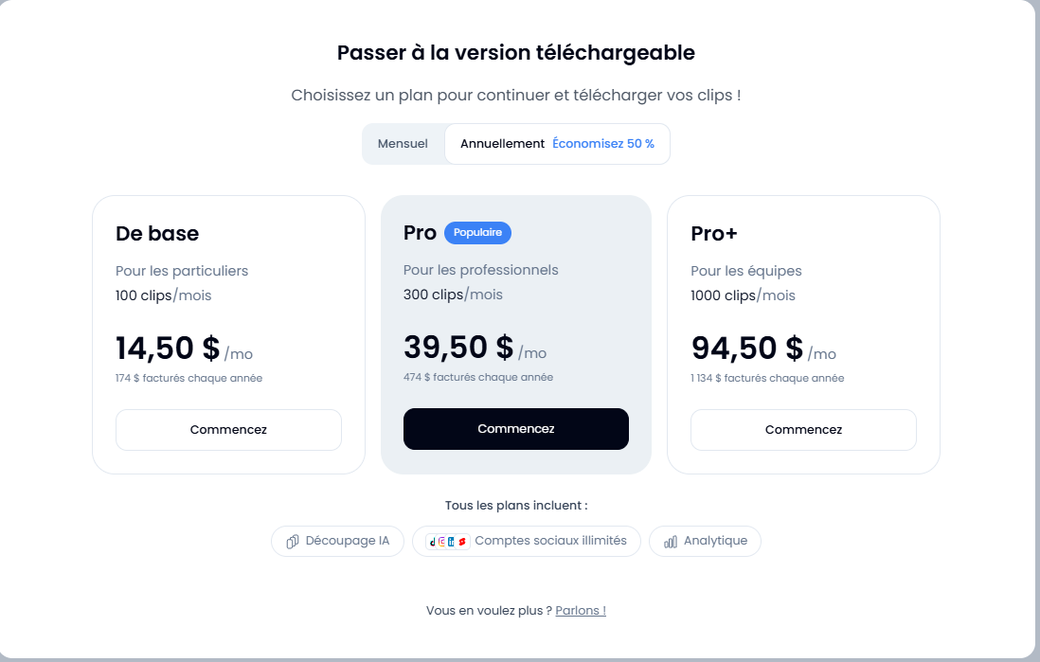 Passer à la version téléchargeable
Choisissez un plan pour continuer et télécharger vos clips !
Mensuel
Annuellement Économisez 50 %
De base
Pour les particuliers
100 clips/mois
14,50 $ /mo
174 $ facturés chaque année
Commencez
Pro Populaire
Pour les professionnels
300 clips/mois
39,50 $ /mo
474 $ facturés chaque année
Commencez
Pro+
Pour les équipes
1000 clips/mois
94,50 $ /mo
1 134 $ facturés chaque année
Commencez
Tous les plans incluent :
Découpage IA
Comptes sociaux illimités
Analytique
Vous en voulez plus ? Parlons !